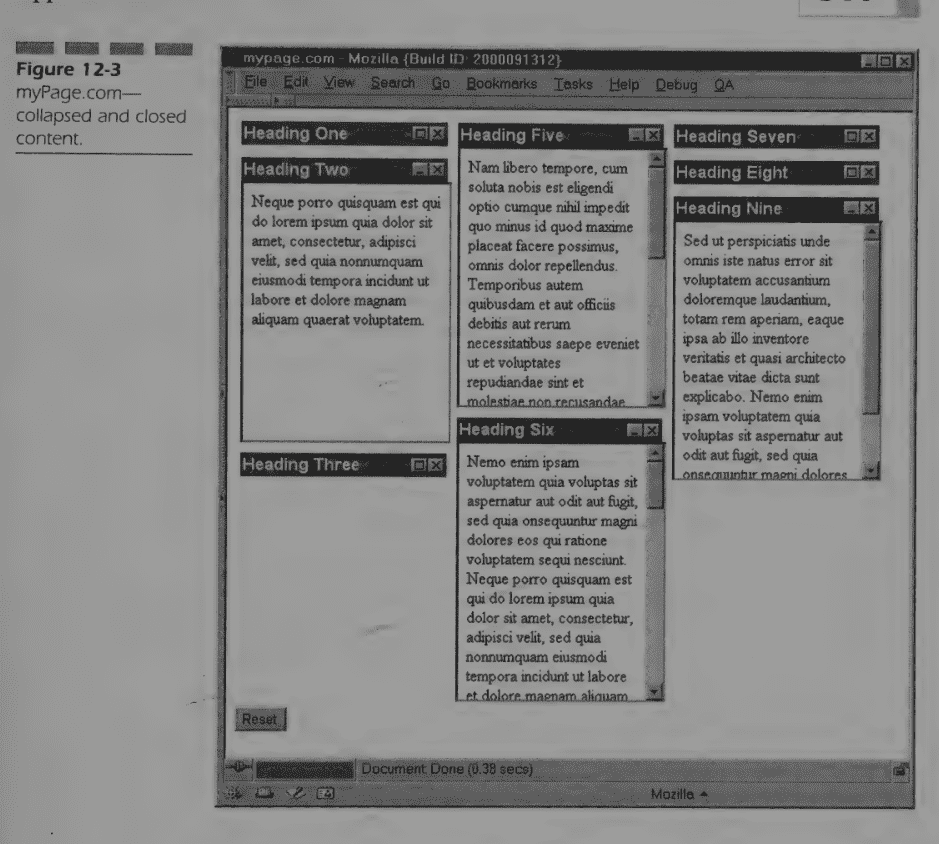 Figure 12-3
myPage.com—
collapsed and closed
content.
mypage.com - Mozilla {Build ID: 2000091312}
File Edit View Search Go Bookmarks Tasks Help Debug QA
Heading One
Heading Two
Neque porro quisquam est qui
do lorem ipsum quia dolor sit
amet, consectetur, adipisci
velit, sed quia nonnumquam
eiusmodi tempora incidunt ut
labore et dolore magnam
aliquam quaerat voluptatem.
Heading Three
Heading Five
Nam libero tempore, cum
soluta nobis est eligendi
optio cumque nihil impedit
quo minus id quod maxime
placeat facere possimus,
omnis dolor repellendus.
Temporibus autem
quibusdam et aut officiis
debitis aut rerum
necessitatibus saepe eveniet
ut et voluptates
repudiandae sint et
molestiae non recusandae
Heading Six
Nemo enim ipsam
voluptatem quia voluptas sit
aspernatur aut odit aut fugit,
sed quia onsequuntur magni
dolores eos qui ratione
voluptatem sequi nesciunt.
Neque porro quisquam est
qui do lorem ipsum quia
dolor sit amet, consectetur,
adipisci velit, sed quia
nonnumquam eiusmodi
tempora incidunt ut labore
et dolore magnam aliquam
Heading Seven
Heading Eight
Heading Nine
Sed ut perspiciatis unde
omnis iste natus error sit
voluptatem accusantium
doloremque laudantium,
totam rem aperiam, eaque
ipsa ab illo inventore
veritatis et quasi architecto
beatae vitae dicta sunt
explicabo. Nemo enim
ipsam voluptatem quia
voluptas sit aspernatur aut
odit aut fugit, sed quia
onsequuntur magni dolores
Reset
Document: Done (0.38 secs)
Mozilla